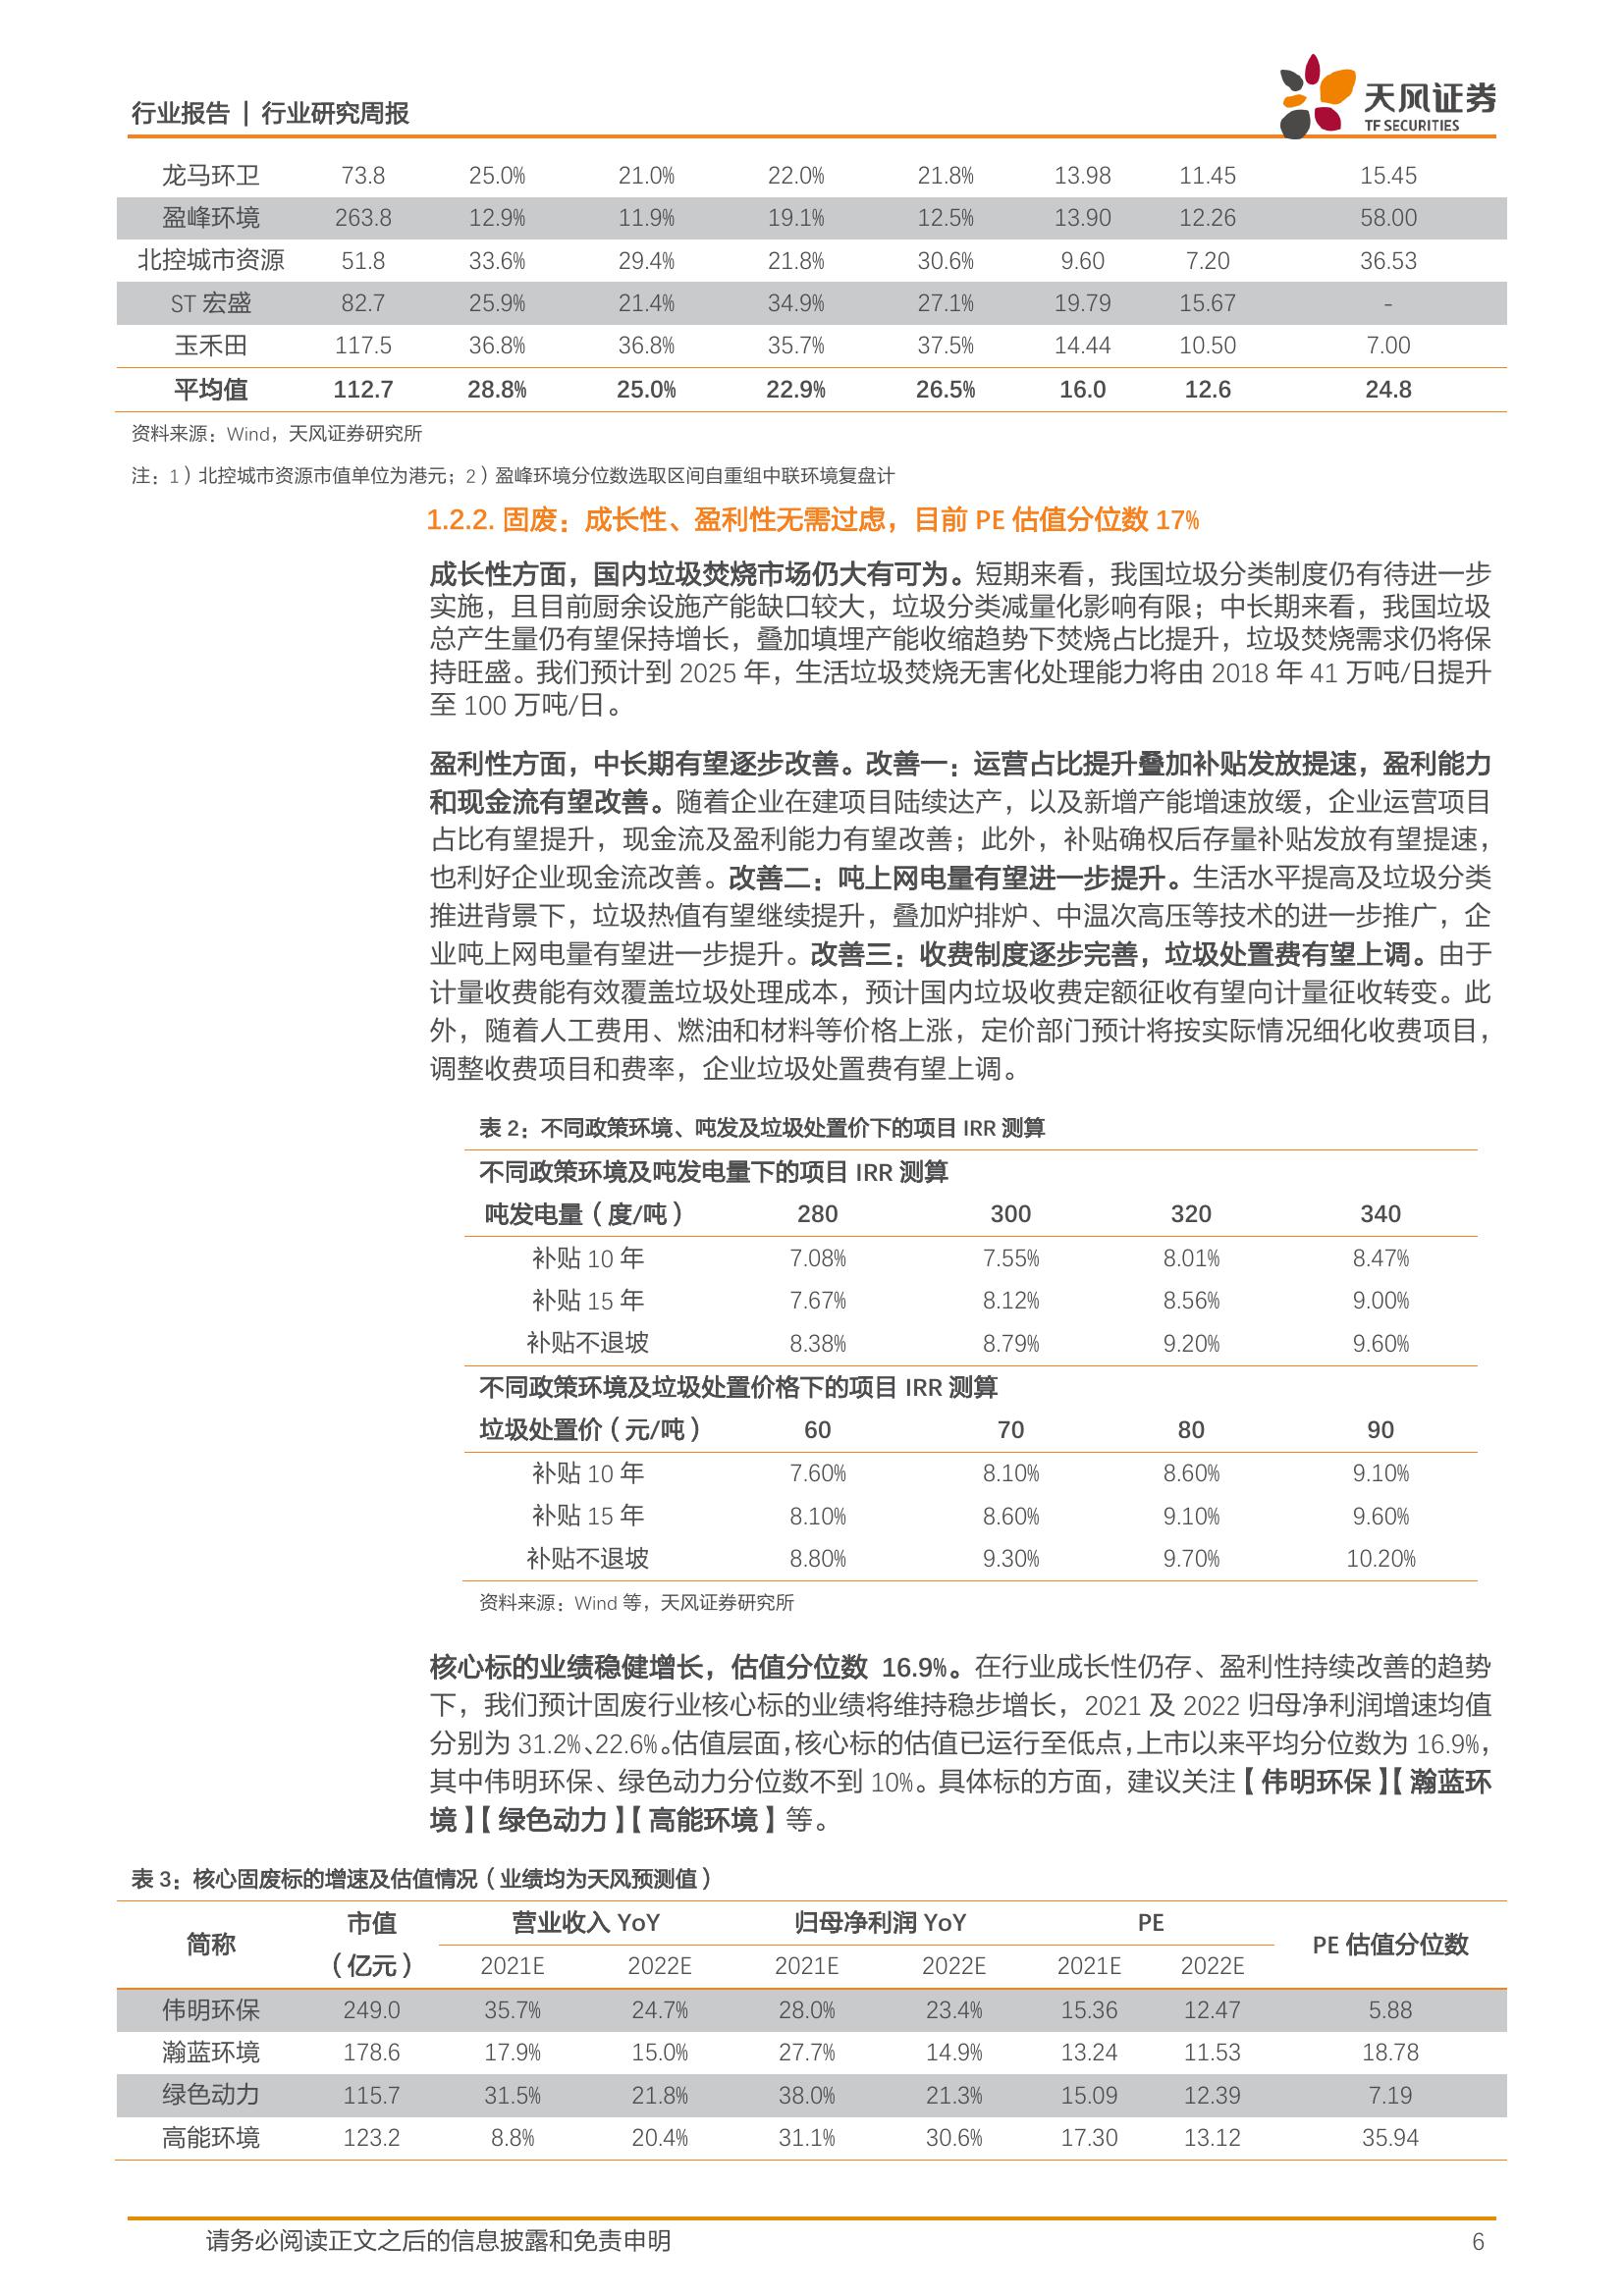 行业报告 | 行业研究周报
天风证券
TF SECURITIES
龙马环卫 73.8 25.0% 21.0% 22.0% 21.8% 13.98 11.45 15.45
盈峰环境 263.8 12.9% 11.9% 19.1% 12.5% 13.90 12.26 58.00
北控城市资源 51.8 33.6% 29.4% 21.8% 30.6% 9.60 7.20 36.53
ST 宏盛 82.7 25.9% 21.4% 34.9% 27.1% 19.79 15.67 -
玉禾田 117.5 36.8% 36.8% 35.7% 37.5% 14.44 10.50 7.00
平均值 112.7 28.8% 25.0% 22.9% 26.5% 16.0 12.6 24.8
资料来源：Wind，天风证券研究所
注：1）北控城市资源市值单位为港元；2）盈峰环境分位数选取区间自重组中联环境复盘计
1.2.2. 固废：成长性、盈利性无需过虑，目前 PE 估值分位数 17%
成长性方面，国内垃圾焚烧市场仍大有可为。短期来看，我国垃圾分类制度仍有待进一步
实施，且目前厨余设施产能缺口较大，垃圾分类减量化影响有限；中长期来看，我国垃圾
总产生量仍有望保持增长，叠加填埋产能收缩趋势下焚烧占比提升，垃圾焚烧需求仍将保
持旺盛。我们预计到 2025 年，生活垃圾焚烧无害化处理能力将由 2018 年 41 万吨/日提升
至 100 万吨/日。
盈利性方面，中长期有望逐步改善。改善一：运营占比提升叠加补贴发放提速，盈利能力
和现金流有望改善。随着企业在建项目陆续达产，以及新增产能增速放缓，企业运营项目
占比有望提升，现金流及盈利能力有望改善；此外，补贴确权后存量补贴发放有望提速，
也利好企业现金流改善。改善二：吨上网电量有望进一步提升。生活水平提高及垃圾分类
推进背景下，垃圾热值有望继续提升，叠加炉排炉、中温次高压等技术的进一步推广，企
业吨上网电量有望进一步提升。改善三：收费制度逐步完善，垃圾处置费有望上调。由于
计量收费能有效覆盖垃圾处理成本，预计国内垃圾收费定额征收有望向计量征收转变。此
外，随着人工费用、燃油和材料等价格上涨，定价部门预计将按实际情况细化收费项目，
调整收费项目和费率，企业垃圾处置费有望上调。
表 2：不同政策环境、吨发及垃圾处置价下的项目 IRR 测算
不同政策环境及吨发电量下的项目 IRR 测算
吨发电量（度/吨） 280 300 320 340
补贴 10 年 7.08% 7.55% 8.01% 8.47%
补贴 15 年 7.67% 8.12% 8.56% 9.00%
补贴不退坡 8.38% 8.79% 9.20% 9.60%
不同政策环境及垃圾处置价格下的项目 IRR 测算
垃圾处置价（元/吨） 60 70 80 90
补贴 10 年 7.60% 8.10% 8.60% 9.10%
补贴 15 年 8.10% 8.60% 9.10% 9.60%
补贴不退坡 8.80% 9.30% 9.70% 10.20%
资料来源：Wind 等，天风证券研究所
核心标的业绩稳健增长，估值分位数 16.9%。在行业成长性仍存、盈利性持续改善的趋势
下，我们预计固废行业核心标的业绩将维持稳步增长，2021 及 2022 归母净利润增速均值
分别为 31.2%、22.6%。估值层面，核心标的估值已运行至低点，上市以来平均分位数为 16.9%，
其中伟明环保、绿色动力分位数不到 10%。具体标的方面，建议关注【伟明环保】【瀚蓝环
境】【绿色动力】【高能环境】等。
表 3：核心固废标的增速及估值情况（业绩均为天风预测值）
简称 市值（亿元） 营业收入 YoY 归母净利润 YoY PE PE 估值分位数
2021E 2022E 2021E 2022E 2021E 2022E
伟明环保 249.0 35.7% 24.7% 28.0% 23.4% 15.36 12.47 5.88
瀚蓝环境 178.6 17.9% 15.0% 27.7% 14.9% 13.24 11.53 18.78
绿色动力 115.7 31.5% 21.8% 38.0% 21.3% 15.09 12.39 7.19
高能环境 123.2 8.8% 20.4% 31.1% 30.6% 17.30 13.12 35.94
请务必阅读正文之后的信息披露和免责申明 6